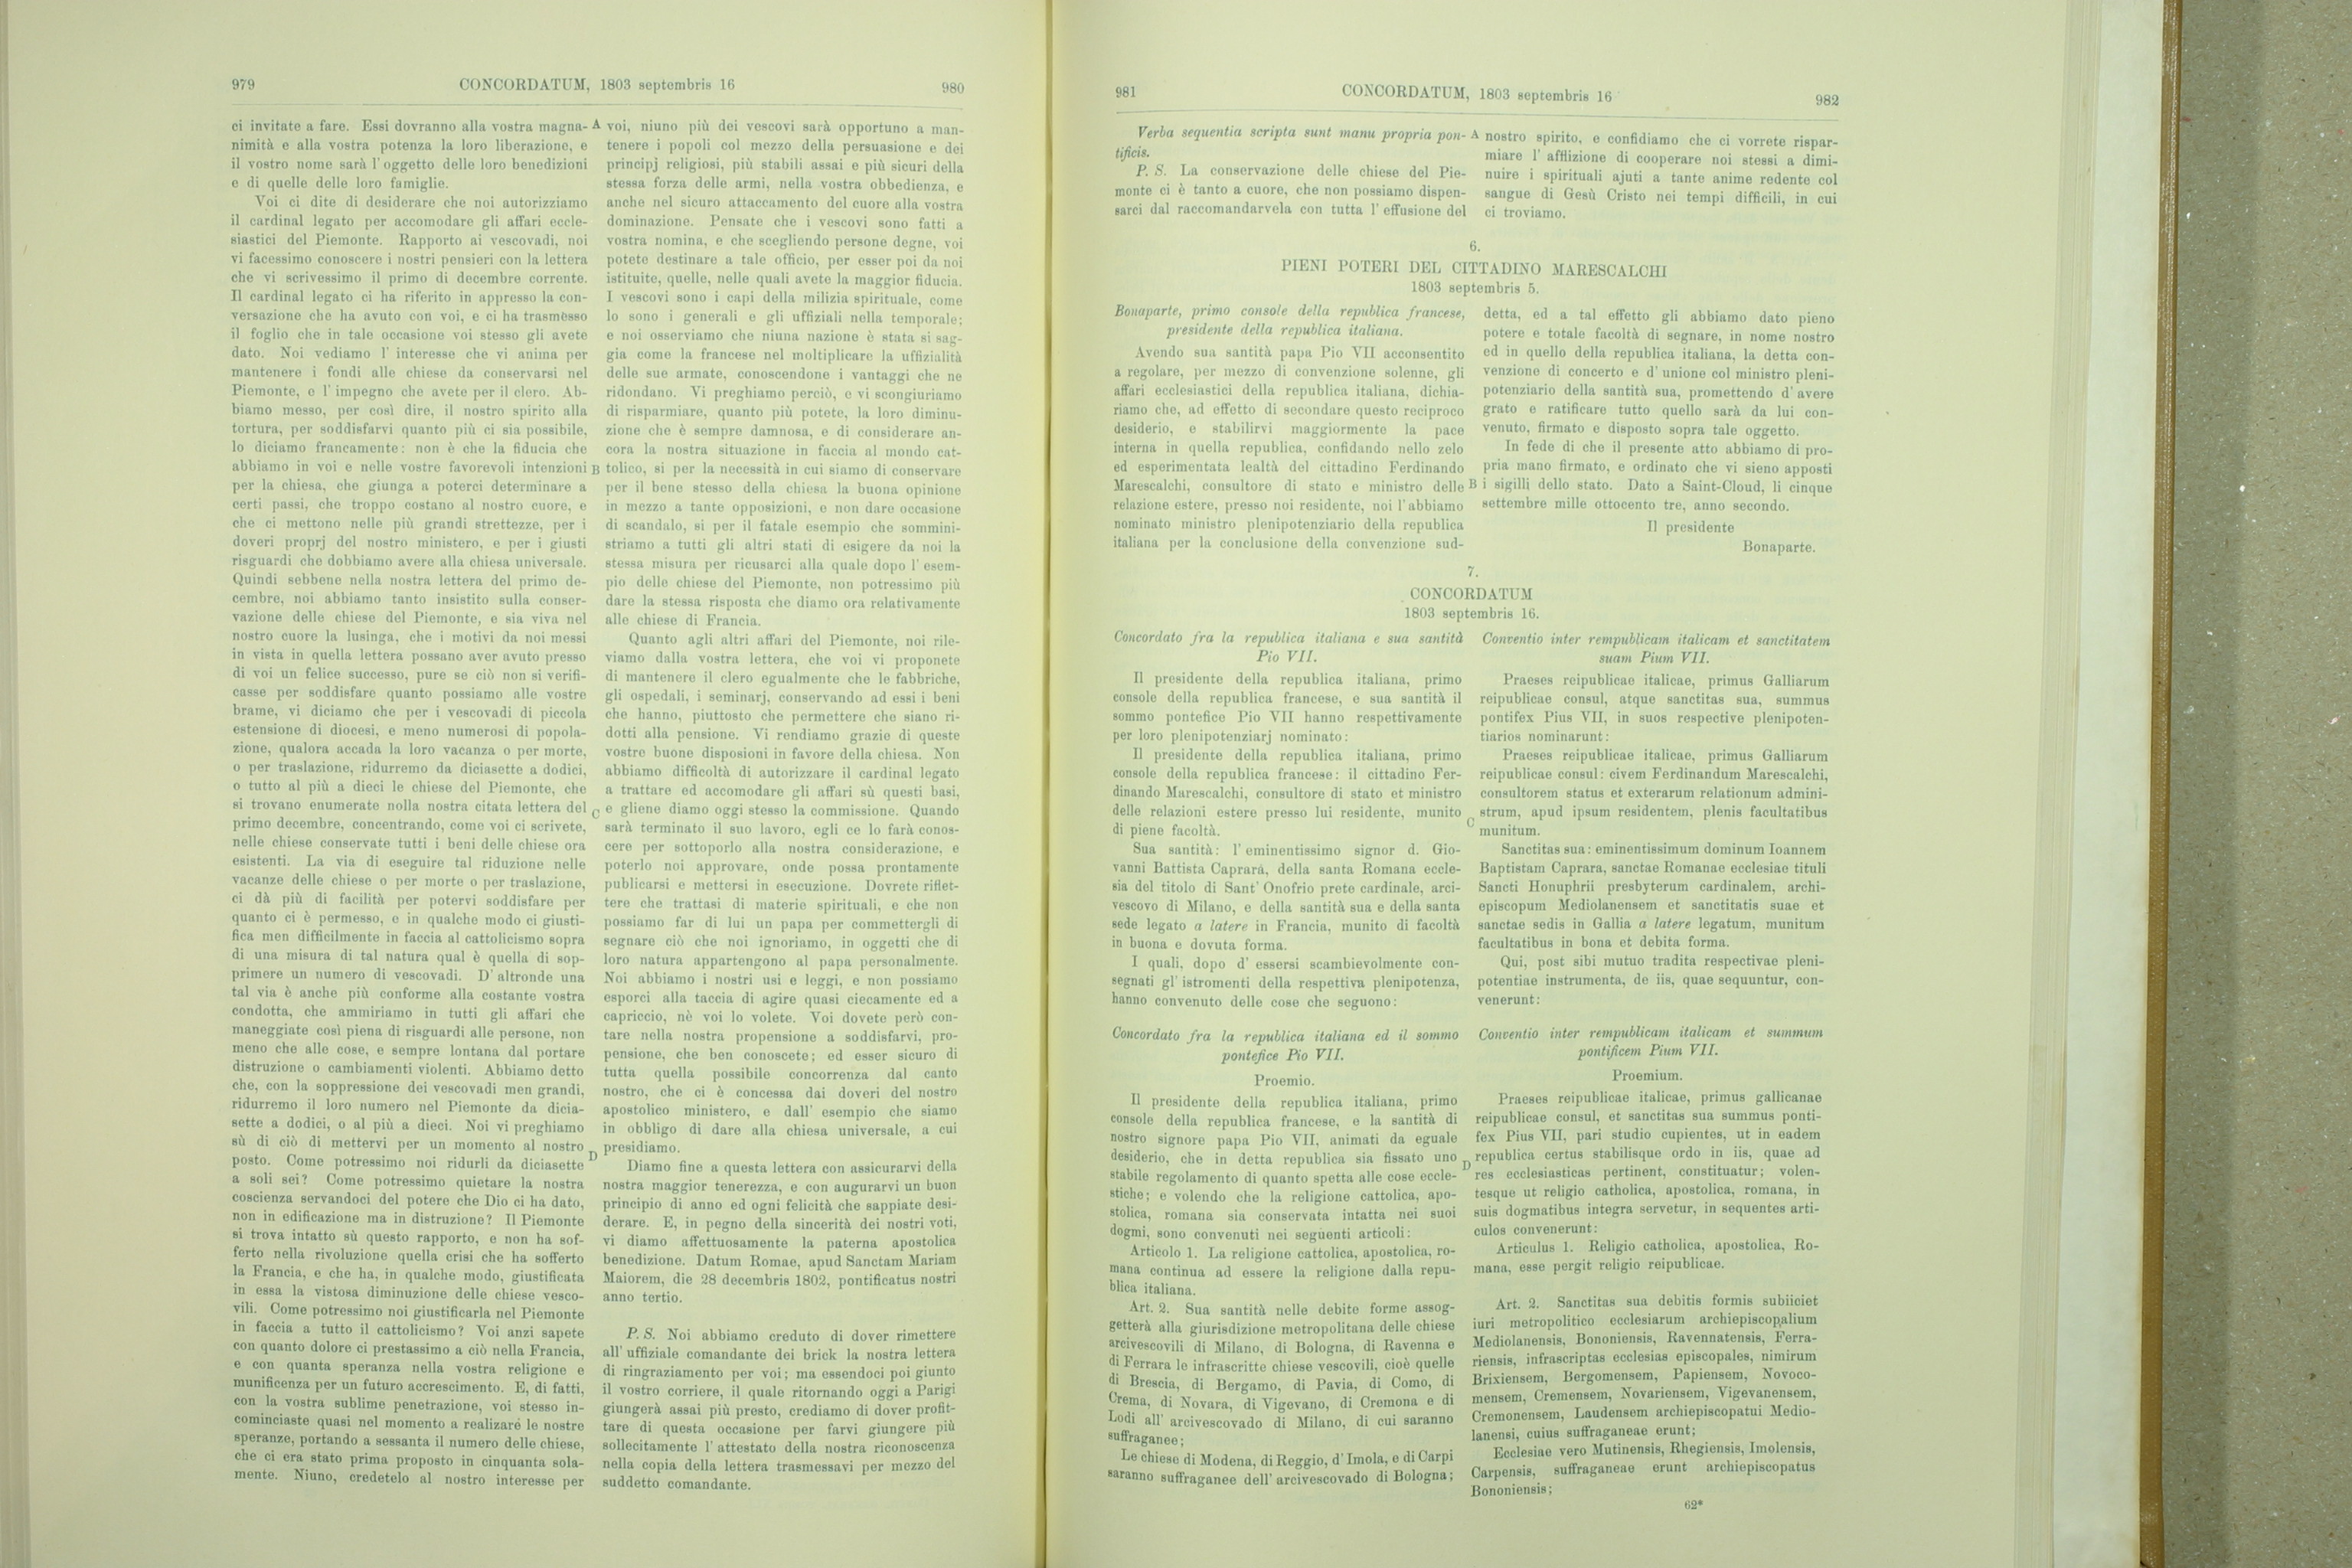 979
CONCORDATUM, 1803 septembris 16
980
ci invitate a fare. Essi dovranno alla vostra magna-
nimità e alla vostra potenza la loro liberazione, e
il vostro nome sarà l'oggetto delle loro benedizioni
e di quelle delle loro famiglie.
Voi ci dite di desiderare che noi autorizziamo
il cardinal legato per accomodare gli affari eccle-
siastici del Piemonte. Rapporto ai vescovadi, noi
vi facessimo conoscere i nostri pensieri con la lettera
che vi scrivessimo il primo di decembre corrente.
Il cardinal legato ci ha riferito in appresso la con-
versazione che ha avuto con voi, e ci ha trasmesso
il foglio che in tale occasione voi stesso gli avete
dato. Noi vediamo l' interesse che vi anima per
mantenere i fondi alle chiese da conservarsi nel
Piemonte, e l' impegno che avete per il clero. Ab-
biamo messo, per così dire, il nostro spirito alla
tortura, per soddisfarvi quanto più ci sia possibile,
lo diciamo francamente: non è che la fiducia che
abbiamo in voi e nelle vostre favorevoli intenzioni
per la chiesa, che giunga a poterci determinare a
certi passi, che troppo costano al nostro cuore, e
che ci mettono nelle più grandi strettezze, per i
doveri proprj del nostro ministero, e per i giusti
risguardi che dobbiamo avere alla chiesa universale.
Quindi sebbene nella nostra lettera del primo de-
cembre, noi abbiamo tanto insistito sulla conser-
vazione delle chiese del Piemonte, e sia viva nel
nostro cuore la lusinga, che i motivi da noi messi
in vista in quella lettera possano aver avuto presso
di voi un felice successo, pure se ciò non si verifi-
casse per soddisfare quanto possiamo alle vostre
brame, vi diciamo che per i vescovadi di piccola
estensione di diocesi, e meno numerosi di popola-
zione, qualora accada la loro vacanza o per morte,
o per traslazione, ridurremo da diciasette a dodici,
o tutto al più a dieci le chiese del Piemonte, che
si trovano enumerate nolla nostra citata lettera del
primo decembre, concentrando, come voi ci scrivete,
nelle chiese conservate tutti i beni delle chiese ora
esistenti. La via di eseguire tal riduzione nelle
vacanze delle chiese o per morte o per traslazione,
ci dà più di facilità per potervi soddisfare per
quanto ci è permesso, e in qualche modo ci giusti-
fica men difficilmente in faccia al cattolicismo sopra
di una misura di tal natura qual è quella di sop-
primere un numero di vescovadi. D' altronde una
tal via è anche più conforme alla costante vostra
condotta, che ammiriamo in tutti gli affari che
maneggiate così piena di risguardi alle persone, non
meno che alle cose, e sempre lontana dal portare
distruzione o cambiamenti violenti. Abbiamo detto
che, con la soppressione dei vescovadi men grandi,
ridurremo il loro numero nel Piemonte da dicia-
sette a dodici, o al più a dieci. Noi vi preghiamo
sù di ciò di mettervi per un momento al nostro
posto. Come potressimo noi ridurli da diciasette
a soli sei? Come potressimo quietare la nostra
coscienza servandoci del potere che Dio ci ha dato,
non in edificazione ma in distruzione? Il Piemonte
si trova intatto sù questo rapporto, e non ha sof-
ferto nella rivoluzione quella crisi che ha sofferto
la Francia, e che ha, in qualche modo, giustificata
in essa la vistosa diminuzione delle chiese vesco-
vili. Come potressimo noi giustificarla nel Piemonte
in faccia a tutto il cattolicismo? Voi anzi sapete
con quanto dolore ci prestassimo a ciò nella Francia,
e con quanta speranza nella vostra religione e
munificenza per un futuro accrescimento. E, di fatti,
con la vostra sublime penetrazione, voi stesso in-
cominciaste quasi nel momento a realizaré le nostre
speranze, portando a sessanta il numero delle chiese,
che ci era stato prima proposto in cinquanta sola-
mente. Niuno, credetelo al nostro interesse per
A
B
C
D
voi, niuno più dei vescovi sarà opportuno a man-
tenere i popoli col mezzo della persuasione e dei
principj religiosi, più stabili assai e più sicuri della
stessa forza delle armi, nella vostra obbedienza, e
anche nel sicuro attaccamento del cuore alla vostra
dominazione. Pensate che i vescovi sono fatti a
vostra nomina, e che scegliendo persone degne, voi
potete destinare a tale officio, per esser poi da noi
istituite, quelle, nelle quali avete la maggior fiducia.
I vescovi sono i capi della milizia spirituale, come
lo sono i generali e gli uffiziali nella temporale;
e noi osserviamo che niuna nazione è stata si sag-
gia come la francese nel moltiplicare la uffizialità
delle sue armate, conoscendone i vantaggi che ne
ridondano. Vi preghiamo perciò, e vi scongiuriamo
di risparmiare, quanto più potete, la loro diminu-
zione che è sempre damnosa, e di considerare an-
cora la nostra situazione in faccia al mondo cat-
tolico, si per la necessità in cui siamo di conservare
per il bene stesso della chiesa la buona opinione
in mezzo a tante opposizioni, e non dare occasione
di scandalo, si per il fatale esempio che sommini-
striamo a tutti gli altri stati di esigere da noi la
stessa misura per ricusarci alla quale dopo l' esem-
pio delle chiese del Piemonte, non potressimo più
dare la stessa risposta che diamo ora relativamente
alle chiese di Francia.
Quanto agli altri affari del Piemonte, noi rile-
viamo dalla vostra lettera, che voi vi proponete
di mantenere il clero egualmente che le fabbriche,
gli ospedali, i seminarj, conservando ad essi i beni
che hanno, piuttosto che permettere che siano ri-
dotti alla pensione. Vi rendiamo grazie di queste
vostre buone disposioni in favore della chiesa. Non
abbiamo difficoltà di autorizzare il cardinal legato
a trattare ed accomodare gli affari sù questi basi,
e gliene diamo oggi stesso la commissione. Quando
sarà terminato il suo lavoro, egli ce lo farà conos-
cere per sottoporlo alla nostra considerazione, e
poterlo noi approvare, onde possa prontamente
publicarsi e mettersi in esecuzione. Dovrete riflet-
tere che trattasi di materie spirituali, e che non
possiamo far di lui un papa per commettergli di
segnare ciò che noi ignoriamo, in oggetti che di
loro natura appartengono al papa personalmente.
Noi abbiamo i nostri usi e leggi, e non possiamo
esporci alla taccia di agire quasi ciecamente ed a
capriccio, nè voi lo volete. Voi dovete però con-
tare nella nostra propensione a soddisfarvi, pro-
pensione, che ben conoscete; ed esser sicuro di
tutta quella possibile concorrenza dal canto
nostro, che ci è concessa dai doveri del nostro
apostolico ministero, e dall' esempio che siamo
in obbligo di dare alla chiesa universale, a cui
presidiamo.
Diamo fine a questa lettera con assicurarvi della
nostra maggior tenerezza, e con augurarvi un buon
principio di anno ed ogni felicità che sappiate desi-
derare. E, in pegno della sincerità dei nostri voti,
vi diamo affettuosamente la paterna apostolica
benedizione. Datum Romae, apud Sanctam Mariam
Maiorem, die 28 decembris 1802, pontificatus nostri
anno tertio.
P. S. Noi abbiamo creduto di dover rimettere
all' uffiziale comandante dei brick la nostra lettera
di ringraziamento per voi; ma essendoci poi giunto
il vostro corriere, il quale ritornando oggi a Parigi
giungerà assai più presto, crediamo di dover profit-
tare di questa occasione per farvi giungere più
sollecitamente l' attestato della nostra riconoscenza
nella copia della lettera trasmessavi per mezzo del
suddetto comandante.
981
CONCORDATUM, 1803 septembris 16
982
Verba sequentia scripta sunt manu propria pon-
tificis.
P. S. La conservazione delle chiese del Pie-
monte ci è tanto a cuore, che non possiamo dispen-
sarci dal raccomandarvela con tutta l' effusione del
A
nostro spirito, e confidiamo che ci vorrete rispar-
miare l' afflizione di cooperare noi stessi a dimi-
nuire i spirituali ajuti a tante anime redente col
sangue di Gesù Cristo nei tempi difficili, in cui
ci troviamo.
6.
PIENI POTERI DEL CITTADINO MARESCALCHI
1803 septembris 5.
Bonaparte, primo console della republica francese,
presidente della republica italiana.
Avendo sua santità papa Pio VII acconsentito
a regolare, per mezzo di convenzione solenne, gli
affari ecclesiastici della republica italiana, dichia-
riamo che, ad effetto di secondare questo reciproco
desiderio, e stabilirvi maggiormente la pace
interna in quella republica, confidando nello zelo
ed esperimentata lealtà del cittadino Ferdinando
Marescalchi, consultore di stato e ministro delle
relazioni estere, presso noi residente, noi l'abbiamo
nominato ministro plenipotenziario della republica
italiana per la conclusione della convenzione sud-
B
detta, ed a tal effetto gli abbiamo dato pieno
potere e totale facoltà di segnare, in nome nostro
ed in quello della republica italiana, la detta con-
venzione di concerto e d' unione col ministro pleni-
potenziario della santità sua, promettendo d' avere
grato e ratificare tutto quello sarà da lui con-
venuto, firmato e disposto sopra tale oggetto.
In fede di che il presente atto abbiamo di pro-
pria mano firmato, e ordinato che vi sieno apposti
i sigilli dello stato. Dato a Saint-Cloud, li cinque
settembre mille ottocento tre, anno secondo.
Il presidente
Bonaparte.
7.
CONCORDATUM
1803 septembris 16.
Concordato fra la republica italiana e sua santità
Pio VII.
Il presidente della republica italiana, primo
console della republica francese, e sua santità il
sommo pontefice Pio VII hanno respettivamente
per loro plenipotenziarj nominato:
Il presidente della republica italiana, primo
console della republica francese: il cittadino Fer-
dinando Marescalchi, consultore di stato et ministro
delle relazioni estere presso lui residente, munito
di piene facoltà.
Sua santità: l' eminentissimo signor d. Gio-
vanni Battista Caprarà, della santa Romana eccle-
sia del titolo di Sant' Onofrio prete cardinale, arci-
vescovo di Milano, e della santità sua e della santa
sede legato a latere in Francia, munito di facoltà
in buona e dovuta forma.
I quali, dopo d' essersi scambievolmente con-
segnati gl' istromenti della respettiva plenipotenza,
hanno convenuto delle cose che seguono:
Concordato fra la republica italiana ed il sommo
pontefice Pio VII.
Proemio.
Il presidente della republica italiana, primo
console della republica francese, e la santità di
nostro signore papa Pio VII, animati da eguale
desiderio, che in detta republica sia fissato uno
stabile regolamento di quanto spetta alle cose eccle-
stiche; e volendo che la religione cattolica, apo-
stolica, romana sia conservata intatta nei suoi
dogmi, sono convenuti nei seguenti articoli:
Articolo 1. La religione cattolica, apostolica, ro-
mana continua ad essere la religione dalla repu-
blica italiana.
Art. 2. Sua santità nelle debite forme assog-
getterà alla giurisdizione metropolitana delle chiese
arcivescovili di Milano, di Bologna, di Ravenna e
di Ferrara le infrascritte chiese vescovili, cioè quelle
di Brescia, di Bergamo, di Pavia, di Como, di
Crema, di Novara, di Vigevano, di Cremona e di
Lodi all' arcivescovado di Milano, di cui saranno
suffraganee;
Le chiese di Modena, di Reggio, d' Imola, e di Carpi
saranno suffraganee dell' arcivescovado di Bologna;
C
D
Conventio inter rempublicam italicam et sanctitatem
suam Pium VII.
Praeses reipublicae italicae, primus Galliarum
reipublicae consul, atque sanctitas sua, summus
pontifex Pius VII, in suos respective plenipoten-
tiarios nominarunt:
Praeses reipublicae italicae, primus Galliarum
reipublicae consul: civem Ferdinandum Marescalchi,
consultorem status et exterarum relationum admini-
strum, apud ipsum residentem, plenis facultatibus
munitum.
Sanctitas sua: eminentissimum dominum Ioannem
Baptistam Caprara, sanctae Romanae ecclesiae tituli
Sancti Honuphrii presbyterum cardinalem, archi-
episcopum Mediolanensem et sanctitatis suae et
sanctae sedis in Gallia a latere legatum, munitum
facultatibus in bona et debita forma.
Qui, post sibi mutuo tradita respectivae pleni-
potentiae instrumenta, de iis, quae sequuntur, con-
venerunt:
Conventio inter rempublicam italicam et summum
pontificem Pium VII.
Proemium.
Praeses reipublicae italicae, primus gallicanae
reipublicae consul, et sanctitas sua summus ponti-
fex Pius VII, pari studio cupientes, ut in eadem
republica certus stabilisque ordo in iis, quae ad
res ecclesiasticas pertinent, constituatur; volen-
tesque ut religio catholica, apostolica, romana, in
suis dogmatibus integra servetur, in sequentes arti-
culos convenerunt:
Articulus 1. Religio catholica, apostolica, Ro-
mana, esse pergit religio reipublicae.
Art. 2. Sanctitas sua debitis formis subiiciet
iuri metropolitico ecclesiarum archiepiscopalium
Mediolanensis, Bononiensis, Ravennatensis, Ferra-
riensis, infrascriptas ecclesias episcopales, nimirum
Brixiensem, Bergomensem, Papiensem, Novoco-
mensem, Cremensem, Novariensem, Vigevanensem,
Cremonensem, Laudensem archiepiscopatui Medio-
lanensi, cuius suffraganeae erunt;
Ecclesiae vero Mutinensis, Rhegiensis, Imolensis,
Carpensis, suffraganeae erunt archiepiscopatus
Bononiensis;
62*